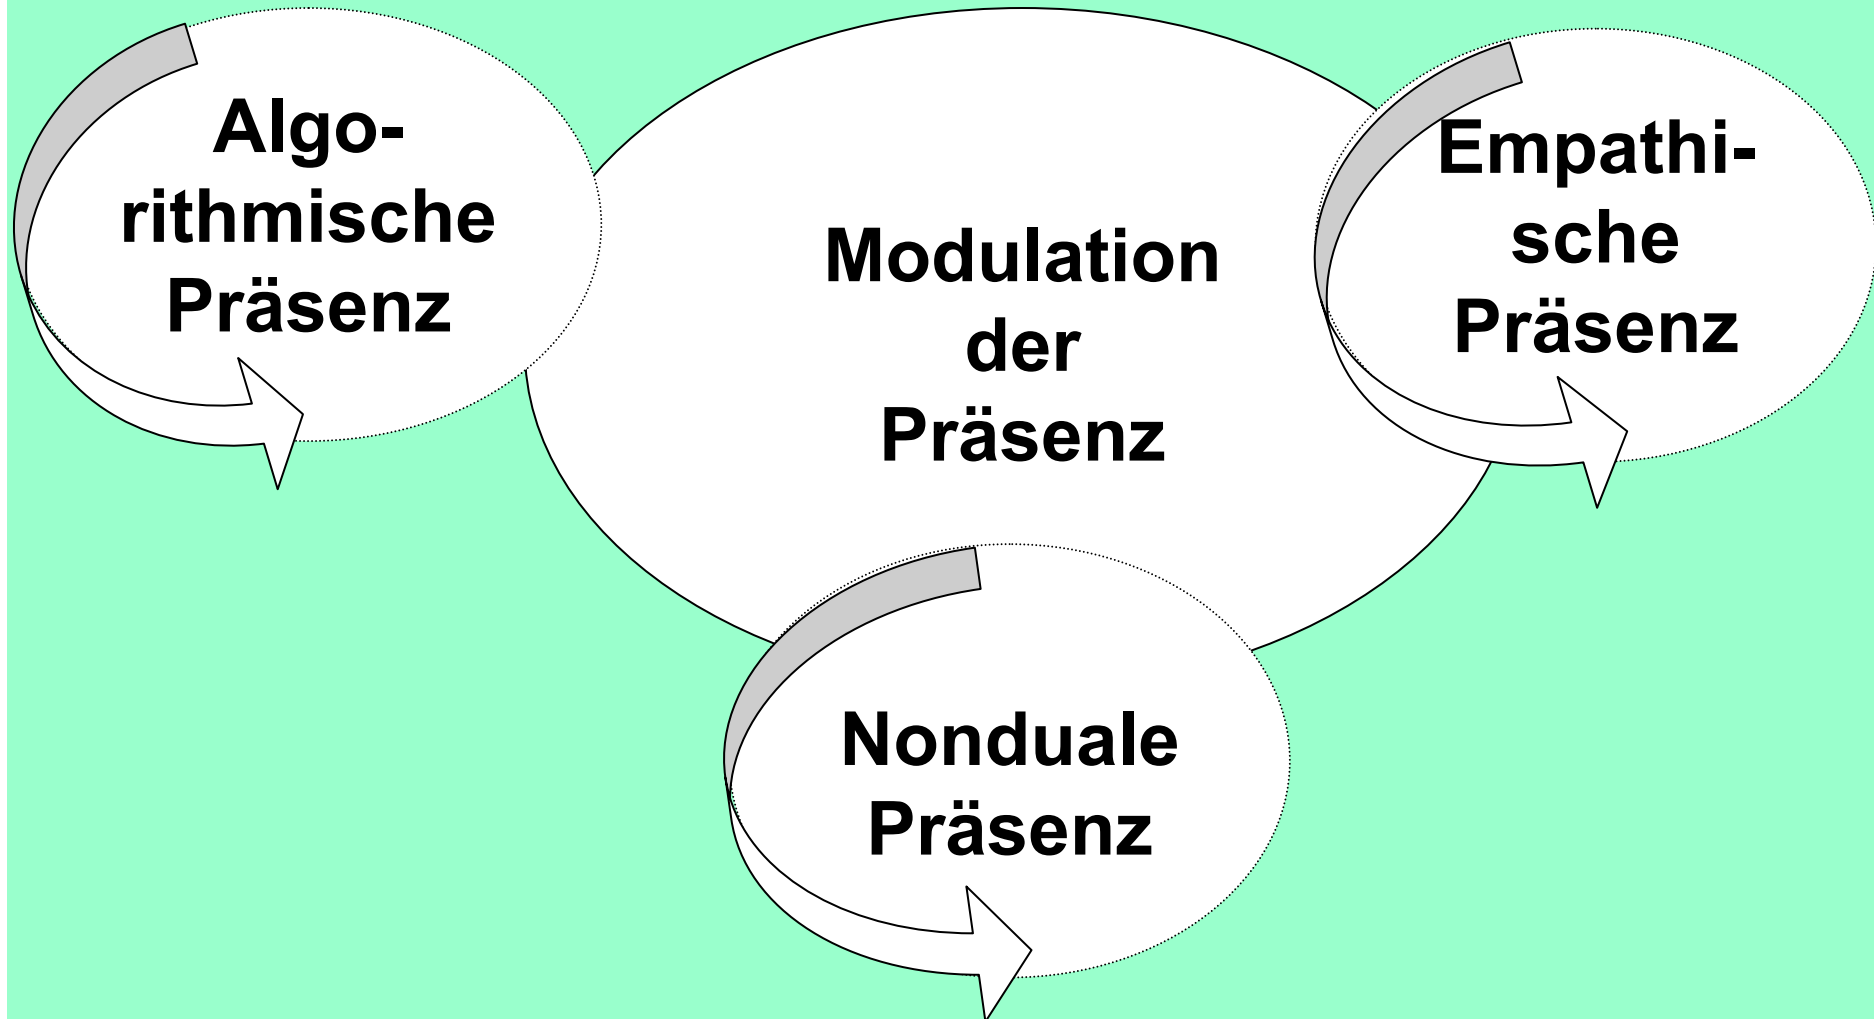 Algo-
rithmische
Präsenz
Modulation
der
Präsenz
Empathi-
sche
Präsenz
Nonduale
Präsenz